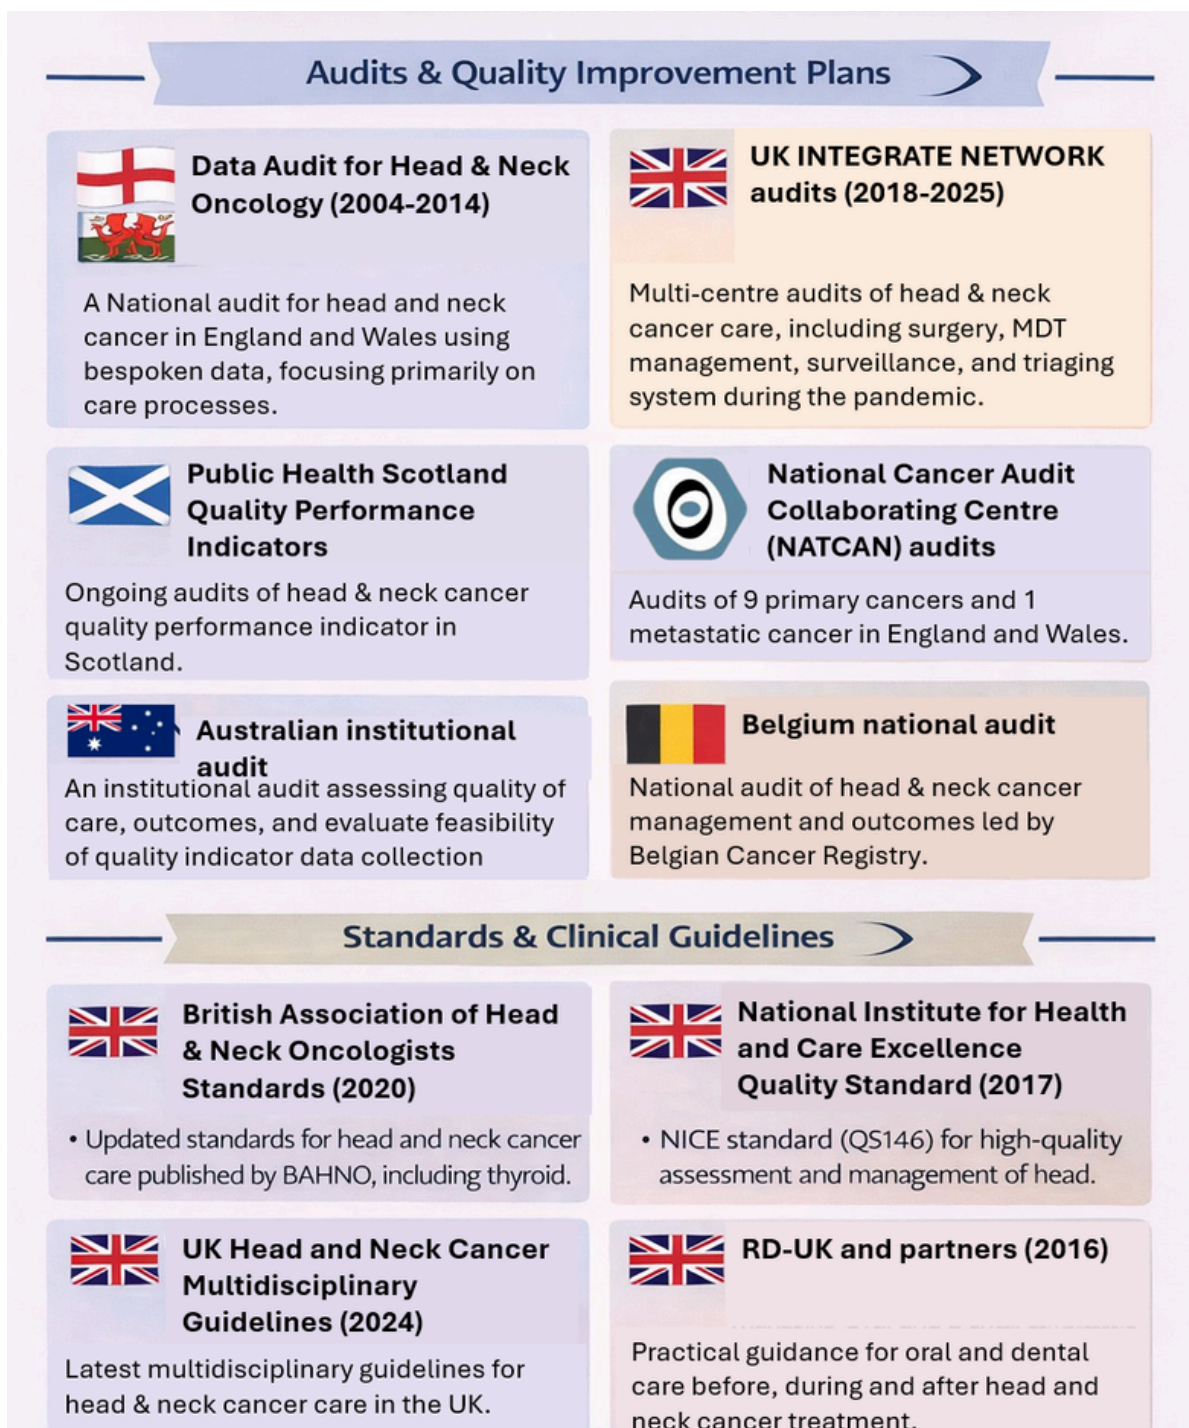 Audits & Quality Improvement Plans
Data Audit for Head & Neck
Oncology (2004-2014)
A National audit for head and neck
cancer in England and Wales using
bespoken data, focusing primarily on
care processes.
UK INTEGRATE NETWORK
audits (2018-2025)
Multi-centre audits of head & neck
cancer care, including surgery, MDT
management, surveillance, and triaging
system during the pandemic.
Public Health Scotland
Quality Performance
Indicators
Ongoing audits of head & neck cancer
quality performance indicator in
Scotland.
National Cancer Audit
Collaborating Centre
(NATCAN) audits
Audits of 9 primary cancers and 1
metastatic cancer in England and Wales.
Australian institutional
audit
An institutional audit assessing quality of
care, outcomes, and evaluate feasibility
of quality indicator data collection
Belgium national audit
National audit of head & neck cancer
management and outcomes led by
Belgian Cancer Registry.
Standards & Clinical Guidelines
British Association of Head
& Neck Oncologists
Standards (2020)
• Updated standards for head and neck cancer
care published by BAHNO, including thyroid.
National Institute for Health
and Care Excellence
Quality Standard (2017)
• NICE standard (QS146) for high-quality
assessment and management of head.
UK Head and Neck Cancer
Multidisciplinary
Guidelines (2024)
Latest multidisciplinary guidelines for
head & neck cancer care in the UK.
RD-UK and partners (2016)
Practical guidance for oral and dental
care before, during and after head and
neck cancer treatment.